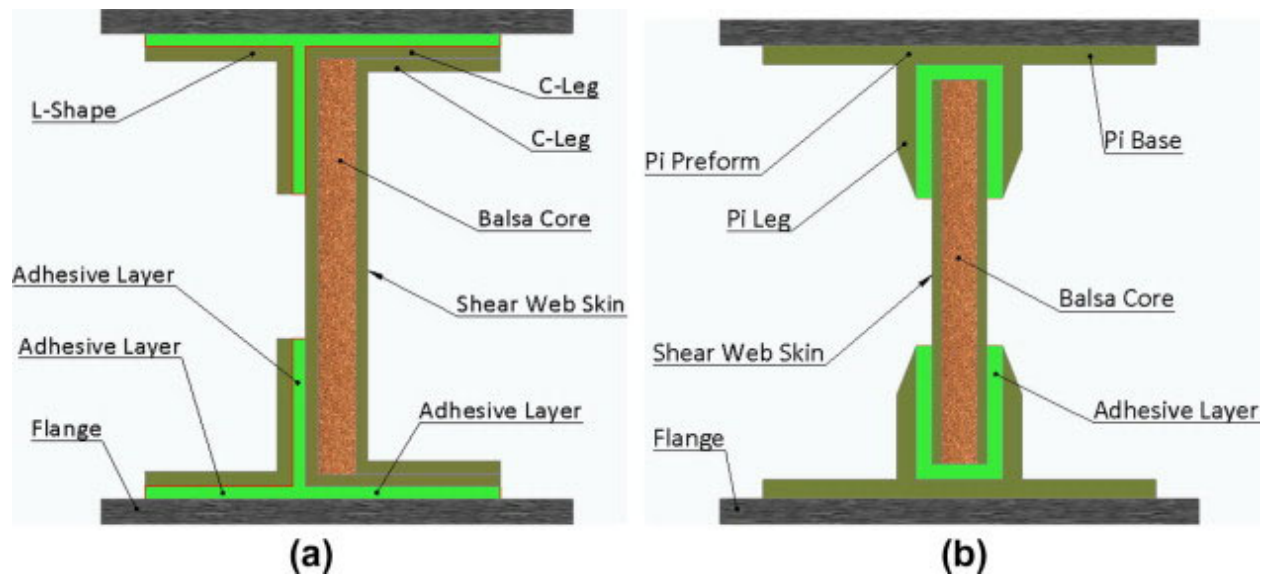 L-Shape
C-Leg
C-Leg
Balsa Core
Adhesive Layer
Shear Web Skin
Adhesive Layer
Adhesive Layer
Flange
(a)
Pi Preform
Pi Base
Pi Leg
Balsa Core
Shear Web Skin
Adhesive Layer
Flange
(b)